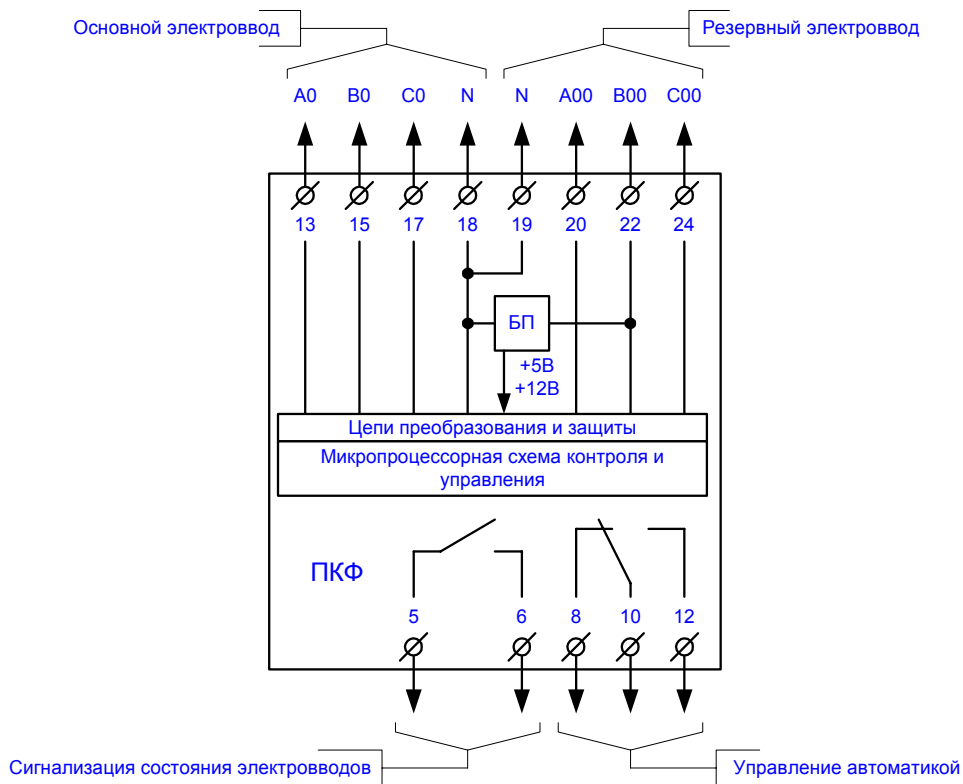 Основной электроввод
Резервный электроввод
A0 B0 C0 N N A00 B00 C00
13 15 17 18 19 20 22 24
БП
+5В
+12В
Цепи преобразования и защиты
Микропроцессорная схема контроля и
управления
ПКФ
5 6 8 10 12
Сигнализация состояния электровводов
Управление автоматикой